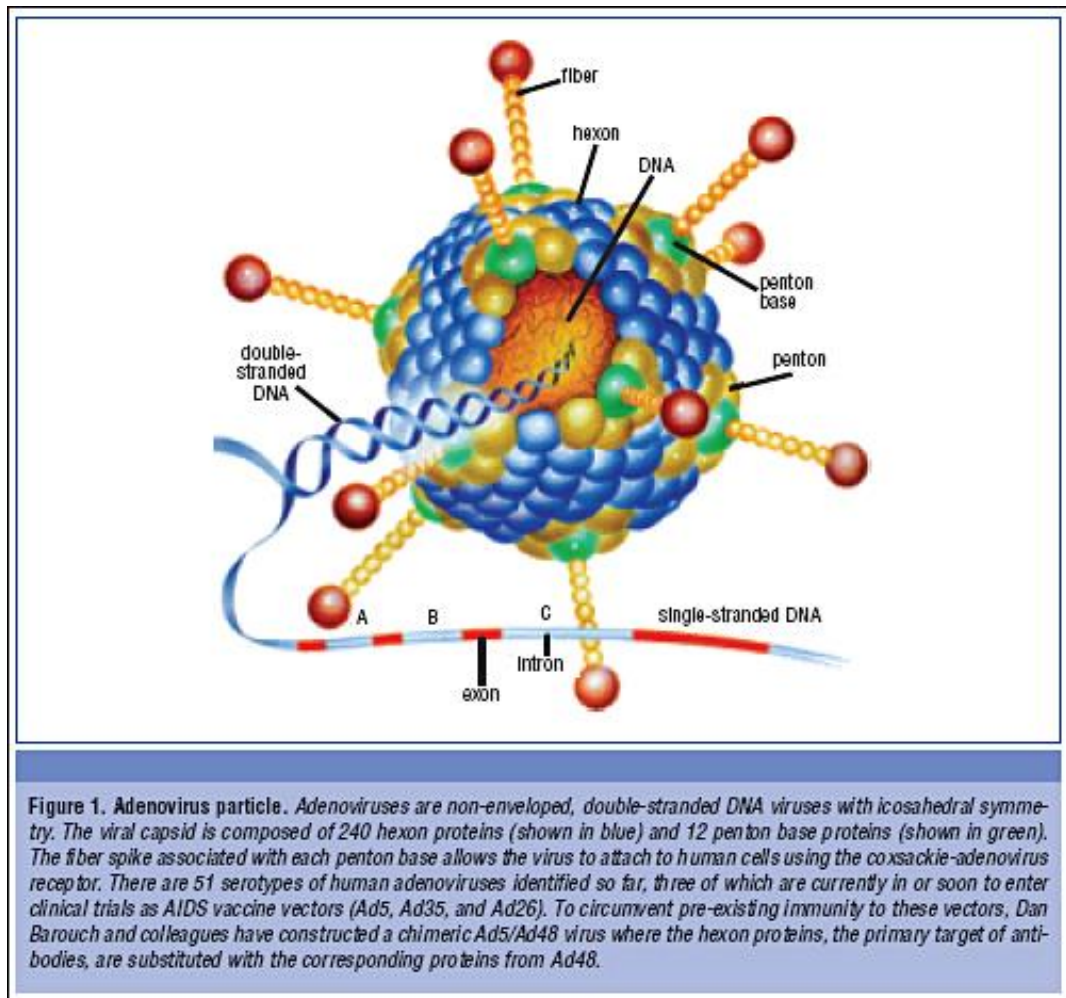 fiber
hexon
DNA
penton
base
double-
stranded
DNA
penton
A
B
C
single-stranded DNA
intron
exon
Figure 1. Adenovirus particle. Adenoviruses are non-enveloped, double-stranded DNA viruses with icosahedral symme-
try. The viral capsid is composed of 240 hexon proteins (shown in blue) and 12 penton base proteins (shown in green).
The fiber spike associated with each penton base allows the virus to attach to human cells using the coxsackie-adenovirus
receptor. There are 51 serotypes of human adenoviruses identified so far, three of which are currently in or soon to enter
clinical trials as AIDS vaccine vectors (Ad5, Ad35, and Ad26). To circumvent pre-existing immunity to these vectors, Dan
Barouch and colleagues have constructed a chimeric Ad5/Ad48 virus where the hexon proteins, the primary target of anti-
bodies, are substituted with the corresponding proteins from Ad48.